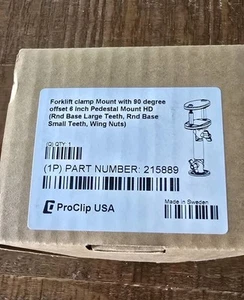 Forklift clamp Mount with 90 degree
offset 6 inch Pedestal Mount HD
(Rnd Base Large Teeth, Rnd Base
Small Teeth, Wing Nuts)
(Q) QTY: 1
(1P) PART NUMBER: 215889
ProClip USA
Made in Sweden